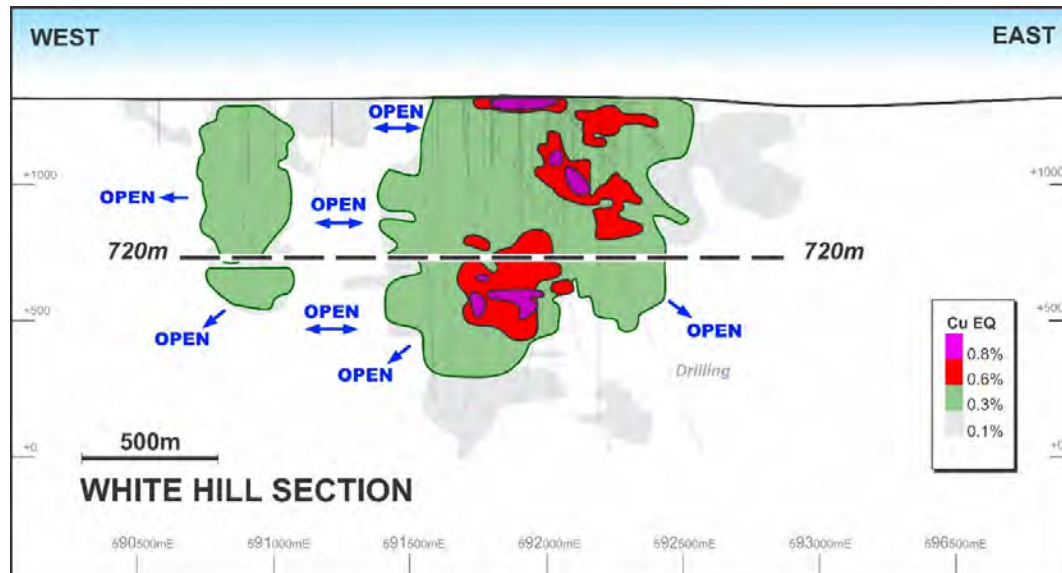 WEST
EAST
OPEN
+1000
+1000
OPEN
OPEN
720m
720m
OPEN
+500
+500
OPEN
OPEN
OPEN
Drilling
Cu EQ
0.8%
0.6%
0.3%
0.1%
500m
+0
+0
WHITE HILL SECTION
690500mE
691000mE
691500mE
692000mE
692500mE
693000mE
696500mE